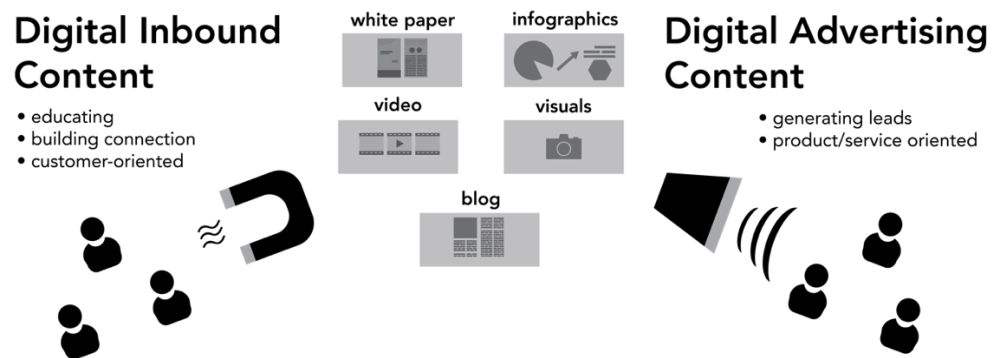 Digital Inbound
Content
• educating
• building connection
• customer-oriented
white paper
infographics
video
visuals
blog
Digital Advertising
Content
• generating leads
• product/service oriented